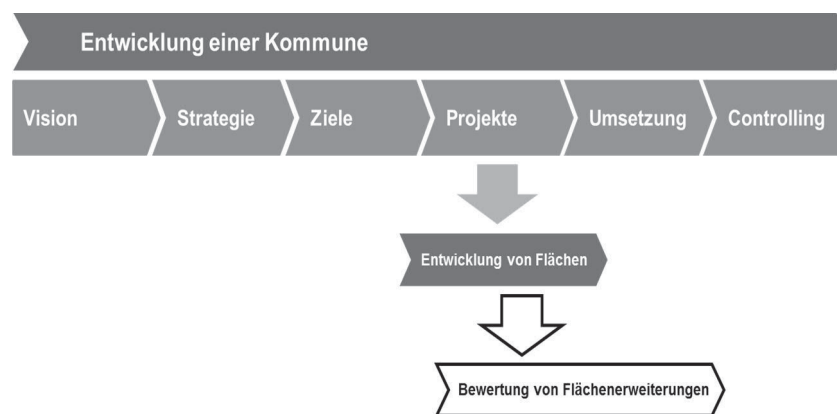 Entwicklung einer Kommune
Vision Strategie Ziele Projekte Umsetzung Controlling
Entwicklung von Flächen
Bewertung von Flächenerweiterungen